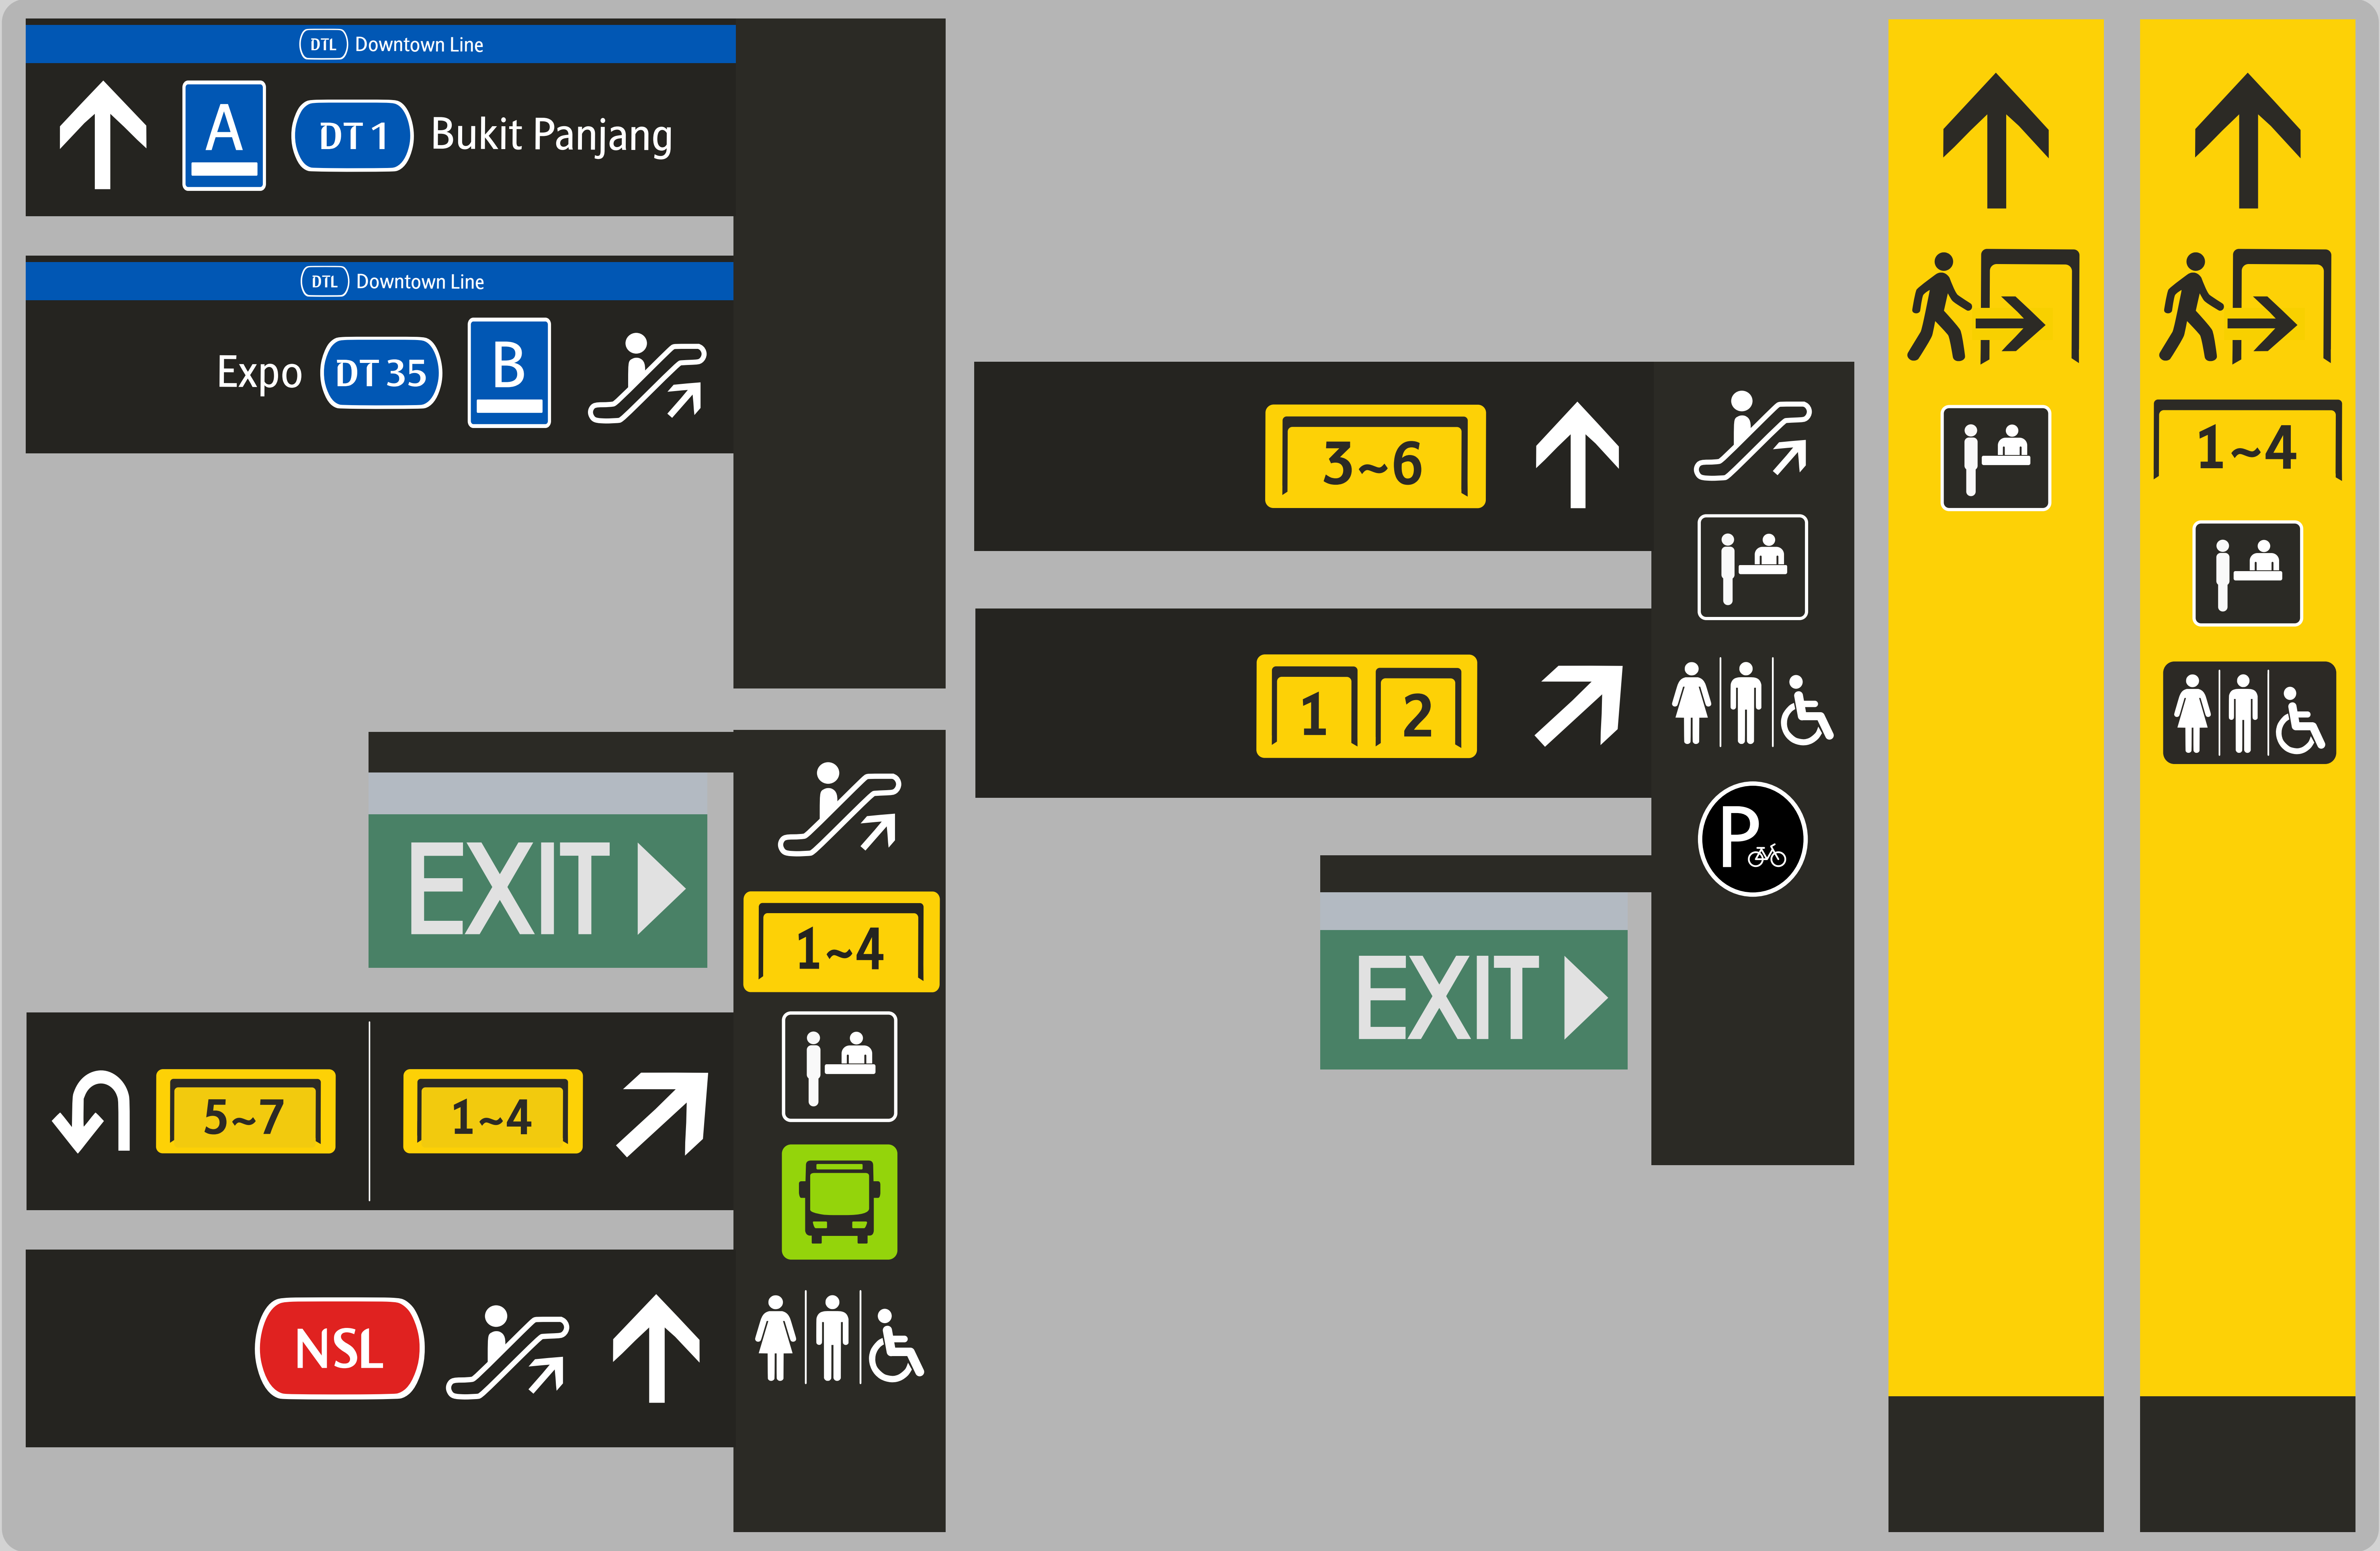 DTL Downtown Line
A DT 1 Bukit Panjang
DTL Downtown Line
Expo DT 35 B
EXIT
1~4
5~7 1~4
NSL
3~6
1 2
P
EXIT
1~4